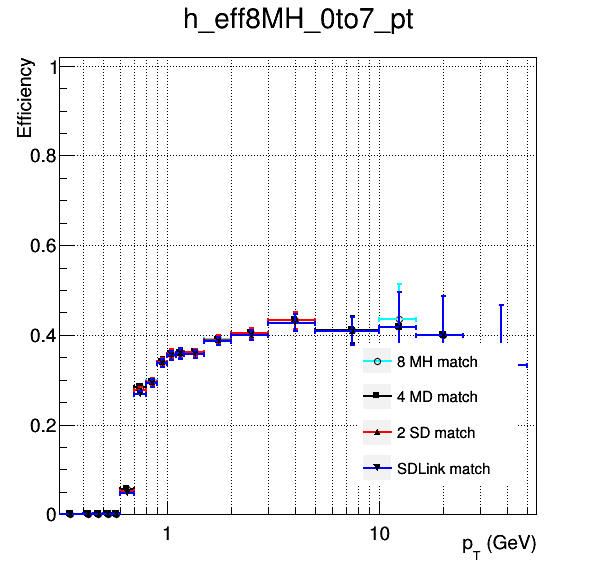 h_eff8MH_0to7_pt
Efficiency
1
0.8
0.6
0.4
0.2
0
8 MH match
4 MD match
2 SD match
SDLink match
1
10
pT (GeV)